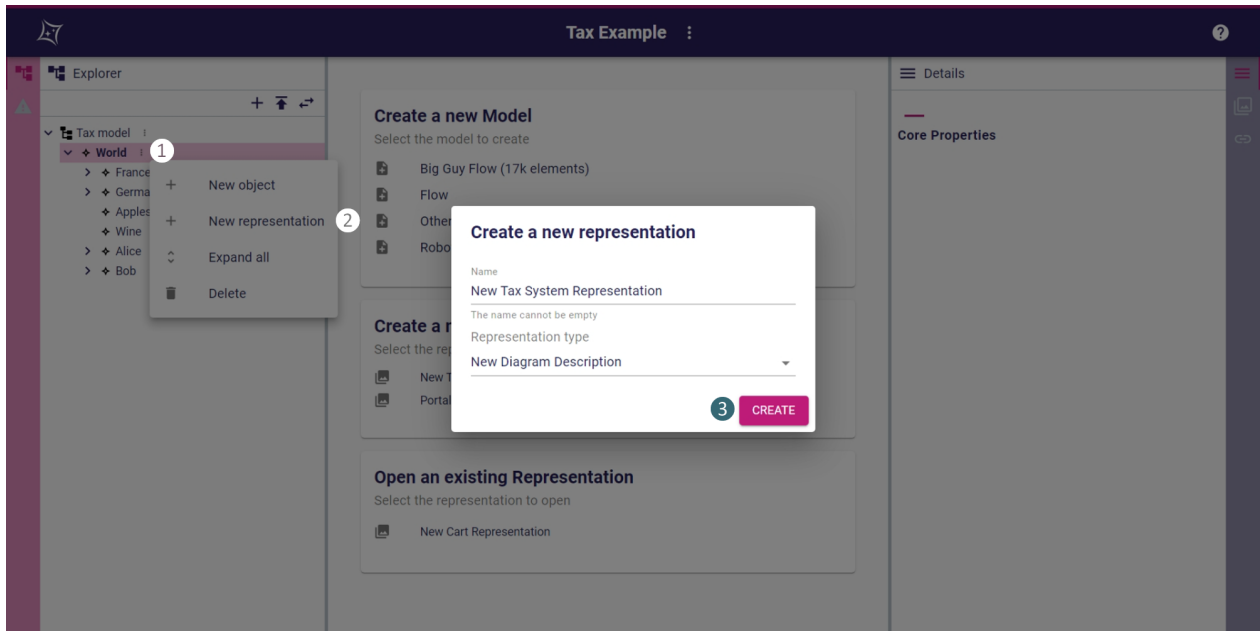 Tax Example
Explorer
Details
Tax model
World
1
France
Germa
Apples
Wine
Alice
Bob
New object
New representation
2
Expand all
Delete
Create a new Model
Select the model to create
Big Guy Flow (17k elements)
Flow
Other
Robo
Create a r
Select the rep
New T
Portal
Create a new representation
Name
New Tax System Representation
The name cannot be empty
Representation type
New Diagram Description
3
CREATE
Open an existing Representation
Select the representation to open
New Cart Representation
Core Properties